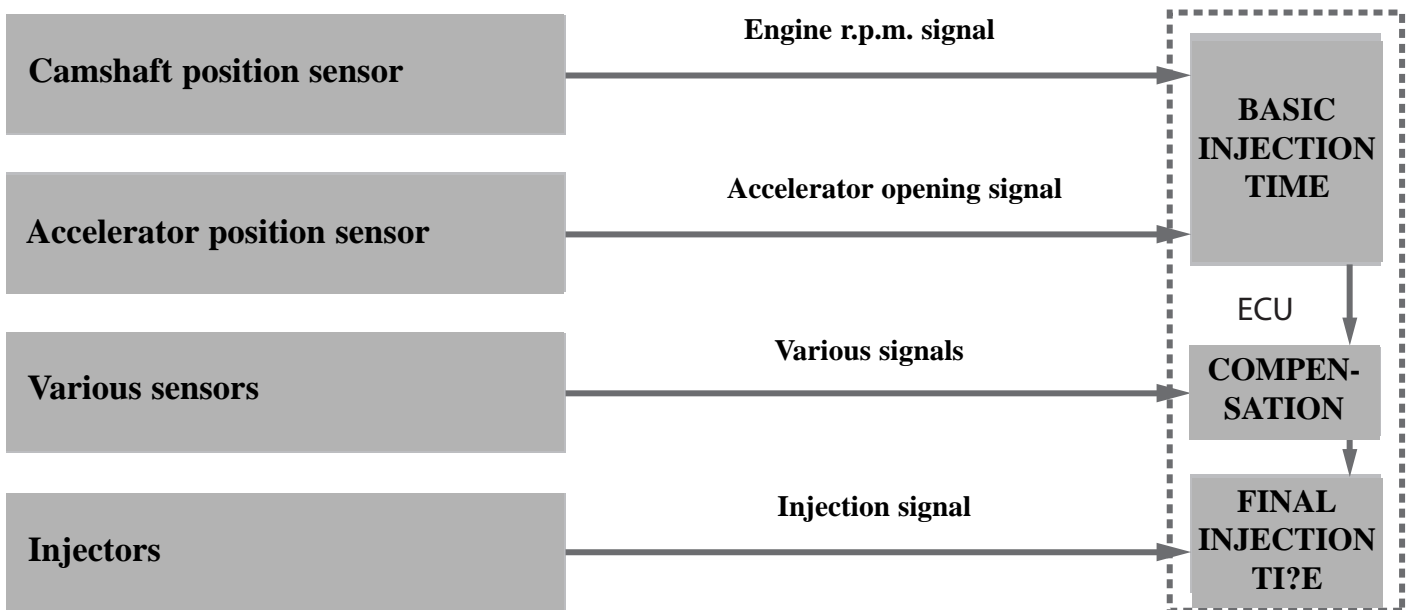 Engine r.p.m. signal
Camshaft position sensor
BASIC
INJECTION
TIME
Accelerator opening signal
Accelerator position sensor
ECU
Various signals
Various sensors
COMPEN-
SATION
Injection signal
Injectors
FINAL
INJECTION
TI?E